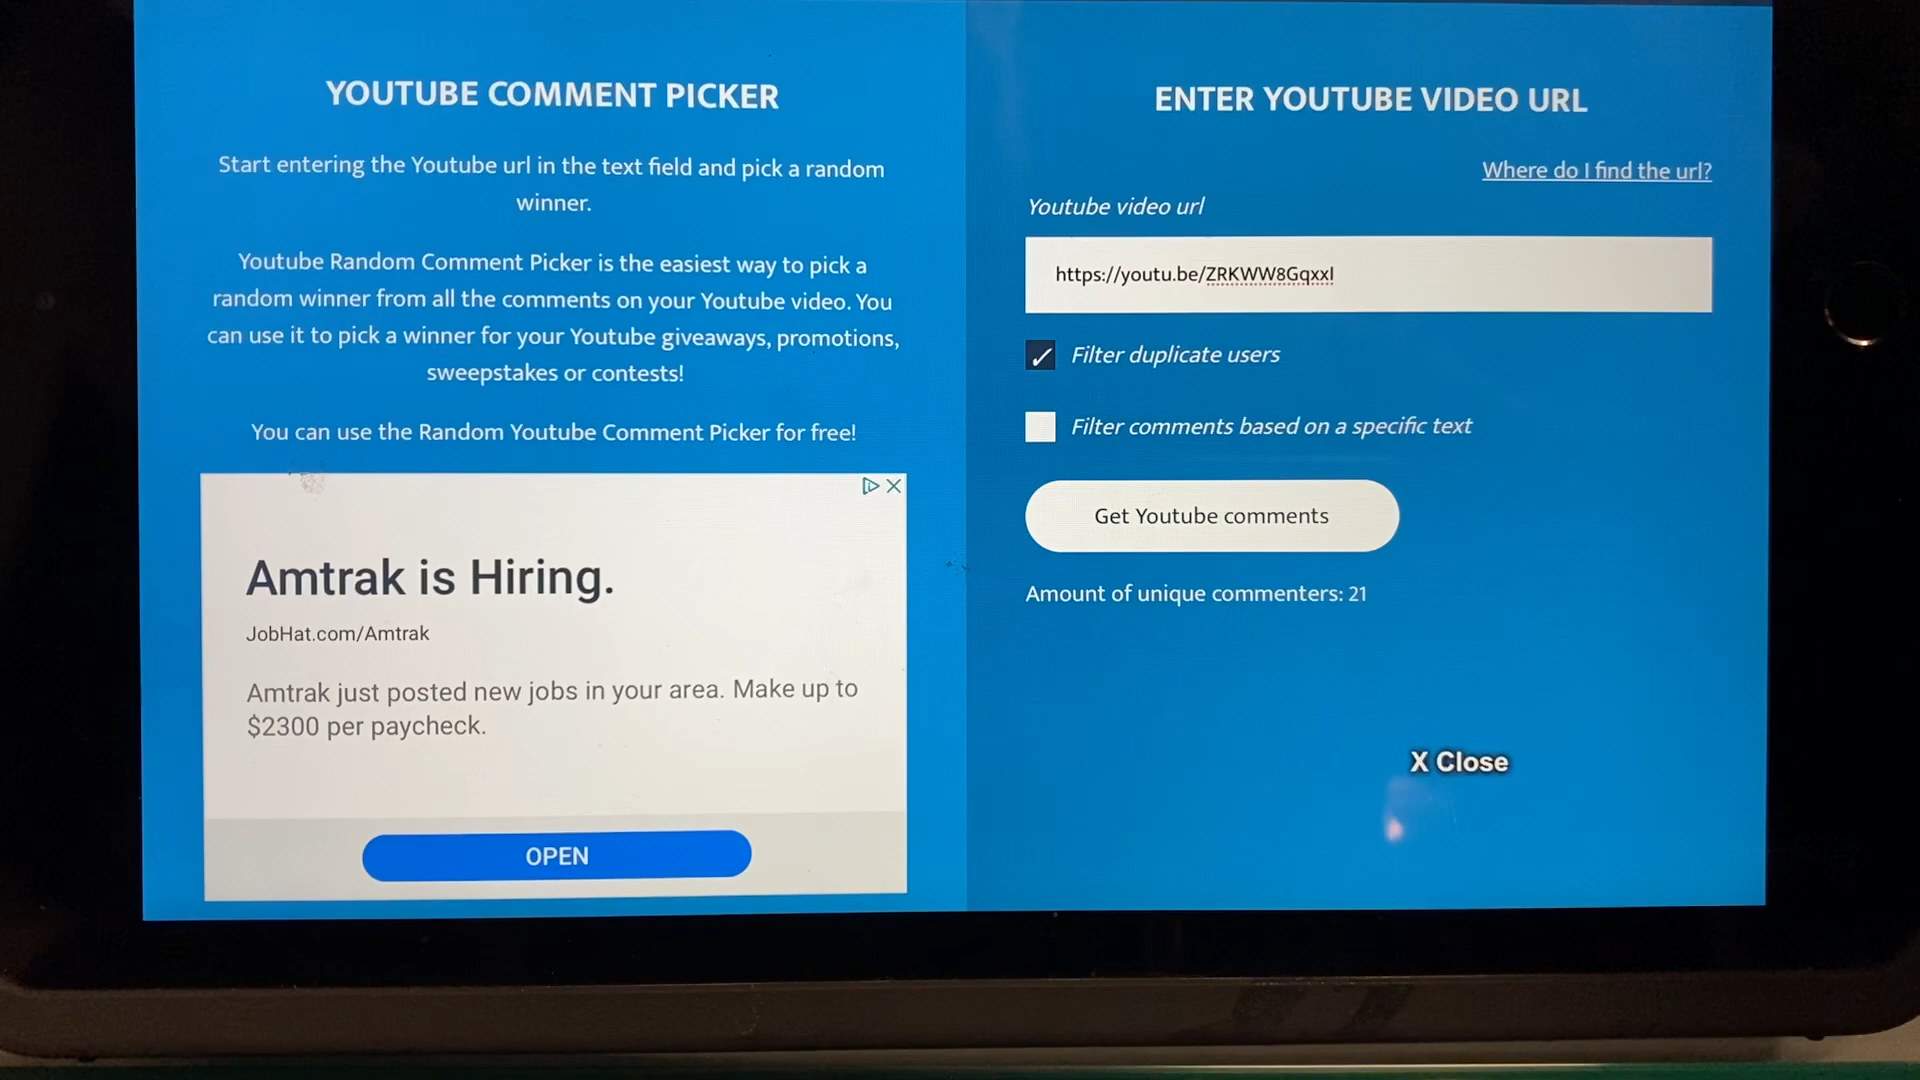 YOUTUBE COMMENT PICKER
Start entering the Youtube url in the text field and pick a random
winner.
Youtube Random Comment Picker is the easiest way to pick a
random winner from all the comments on your Youtube video. You
can use it to pick a winner for your Youtube giveaways, promotions,
sweepstakes or contests!
You can use the Random Youtube Comment Picker for free!
Amtrak is Hiring.
JobHat.com/Amtrak
Amtrak just posted new jobs in your area. Make up to
$2300 per paycheck.
OPEN
ENTER YOUTUBE VIDEO URL
Where do I find the url?
Youtube video url
https://youtu.be/ZRKWW8GqxxI
✓ Filter duplicate users
Filter comments based on a specific text
Get Youtube comments
Amount of unique commenters: 21
X Close